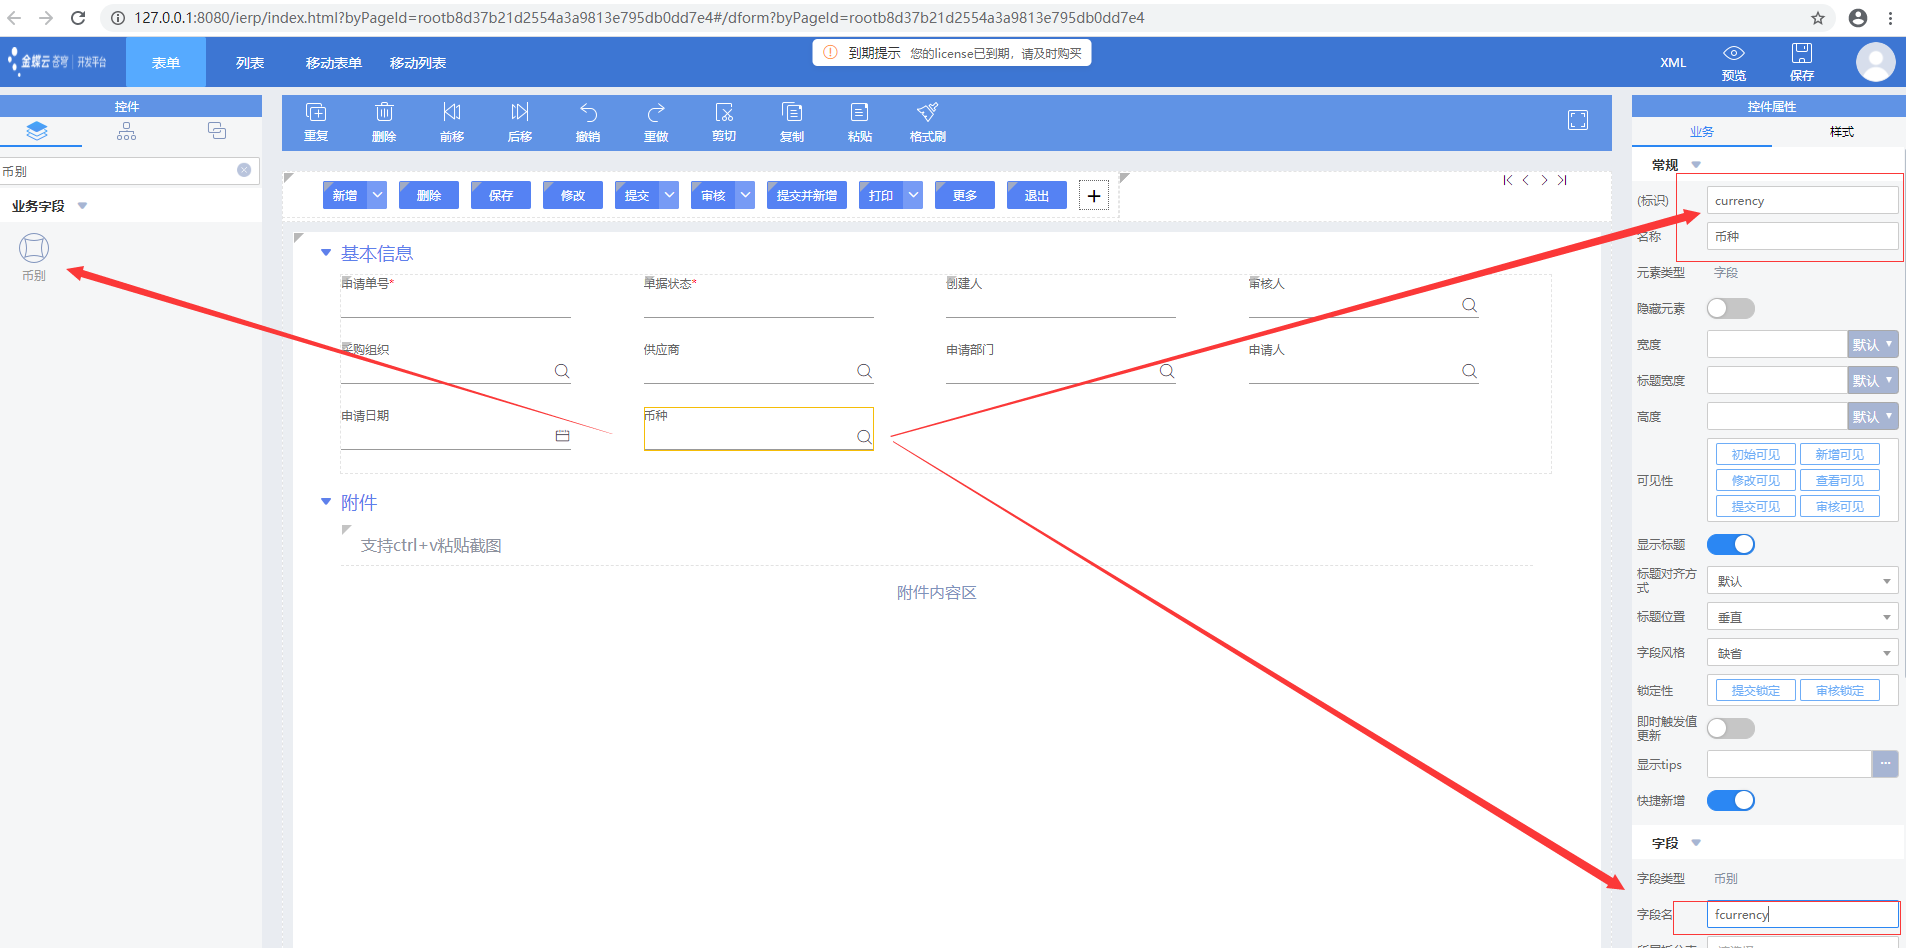 127.0.0.1:8080/ierp/index.html?byPageId=rootb8d37b21d2554a3a9813e795db0dd7e4#/dform?byPageId=rootb8d37b21d2554a3a9813e795db0dd7e4
金蝶云 苍穹 | 开发平台
表单 列表 移动表单 移动列表
到期提示 您的license已到期，请及时购买
XML 预览 保存
控件
币别
业务字段
币别
重复 删除 前移 后移 撤销 重做 剪切 复制 粘贴 格式刷
新增 删除 保存 修改 提交 审核 提交并新增 打印 更多 退出 +
基本信息
申请单号* 单据状态* 创建人 审核人
采购组织 供应商 申请部门 申请人
申请日期 币种
附件
支持ctrl+v粘贴截图
附件内容区
控件属性
业务 样式
常规
(标识) currency
名称 币种
元素类型 字段
隐藏元素
宽度 默认
标题宽度 默认
高度 默认
可见性 初始可见 新增可见
修改可见 查看可见
提交可见 审核可见
显示标题
标题对齐方式 默认
标题位置 垂直
字段风格 缺省
锁定性 提交锁定 审核锁定
即时触发值更新
显示tips ...
快捷新增
字段
字段类型 币别
字段名 fcurrency